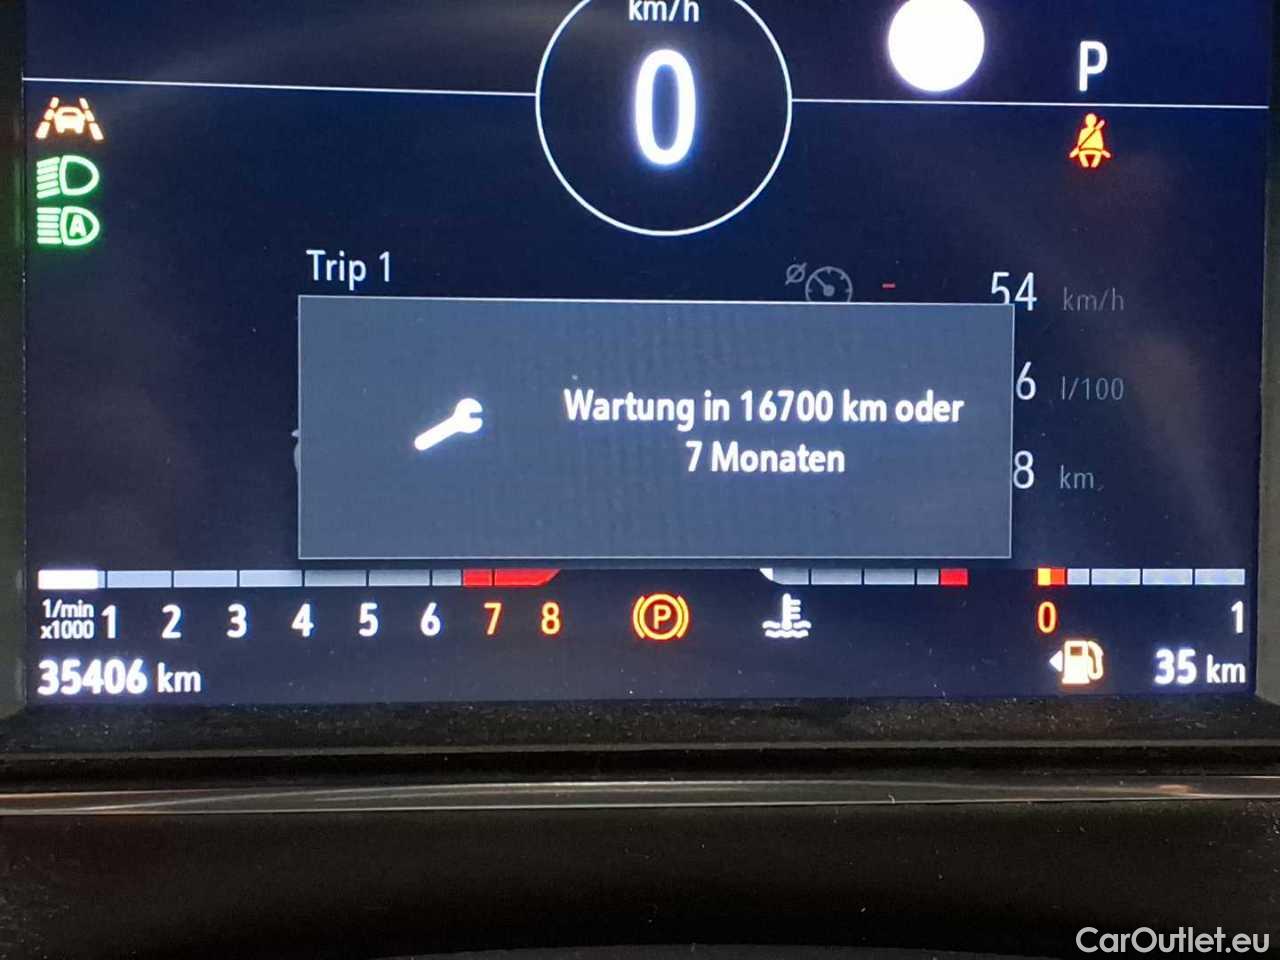 km/h
0
P
Trip 1
54 km/h
Wartung in 16700 km oder
7 Monaten
6 l/100
8 km
1/min
x1000
1 2 3 4 5 6 7 8
P
0 1
35406 km
35 km
A
CarOutlet.eu